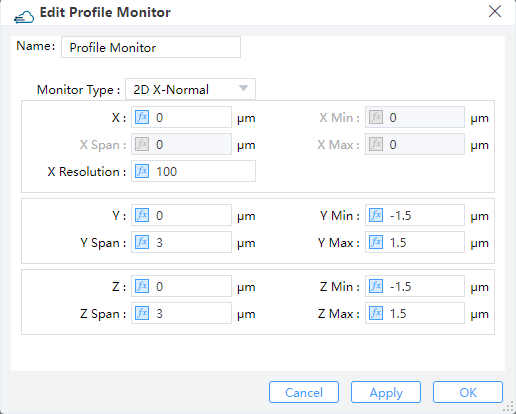 Edit Profile Monitor
Name: Profile Monitor
Monitor Type : 2D X-Normal
X : fx 0 μm X Min : fx 0 μm
X Span : fx 0 μm X Max : fx 0 μm
X Resolution : fx 100
Y : fx 0 μm Y Min : fx -1.5 μm
Y Span : fx 3 μm Y Max : fx 1.5 μm
Z : fx 0 μm Z Min : fx -1.5 μm
Z Span : fx 3 μm Z Max : fx 1.5 μm
Cancel Apply OK